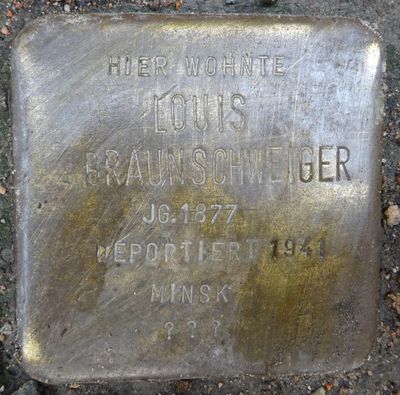 HIER WOHNTE
LOUIS
BRAUNSCHWEIGER
JG. 1877
DEPORTIERT 1941
MINSK
???